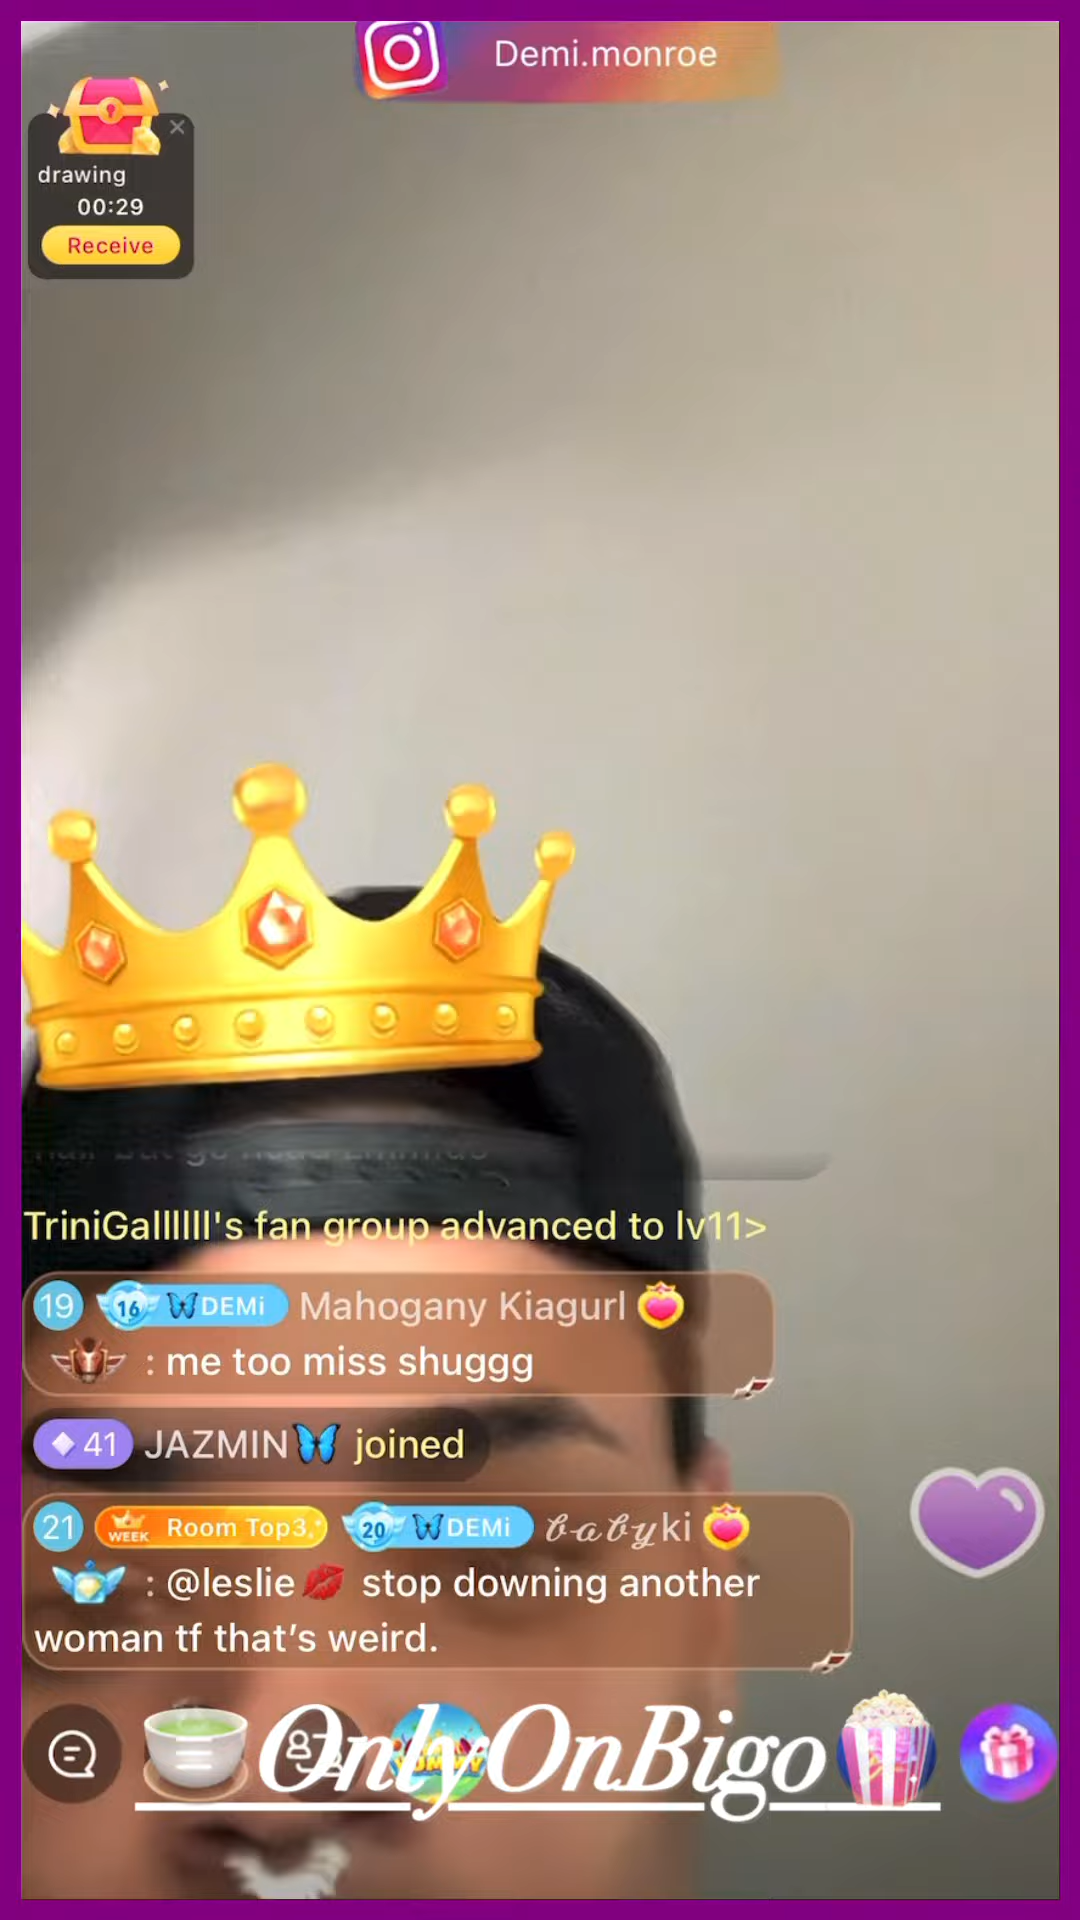 Demi.monroe
drawing
00:29
Receive
TriniGallllll's fan group advanced to lv11>
19 16 🦋DEMi Mahogany Kiagurl
: me too miss shuggg
41 JAZMIN🦋 joined
21 WEEK Room Top3 20 🦋DEMi 𝒷𝒶𝒷𝓎ki
: @leslie💋 stop downing another
woman tf that's weird.
OnlyOnBigo